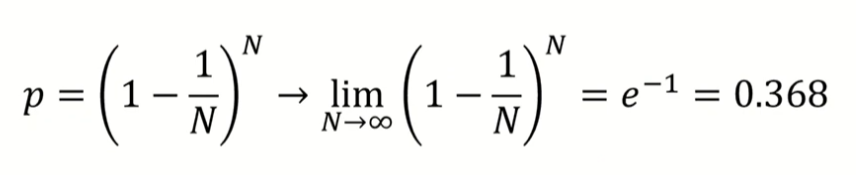 p = (1 − 1/N)^N → lim_{N→∞} (1 − 1/N)^N = e^{−1} = 0.368